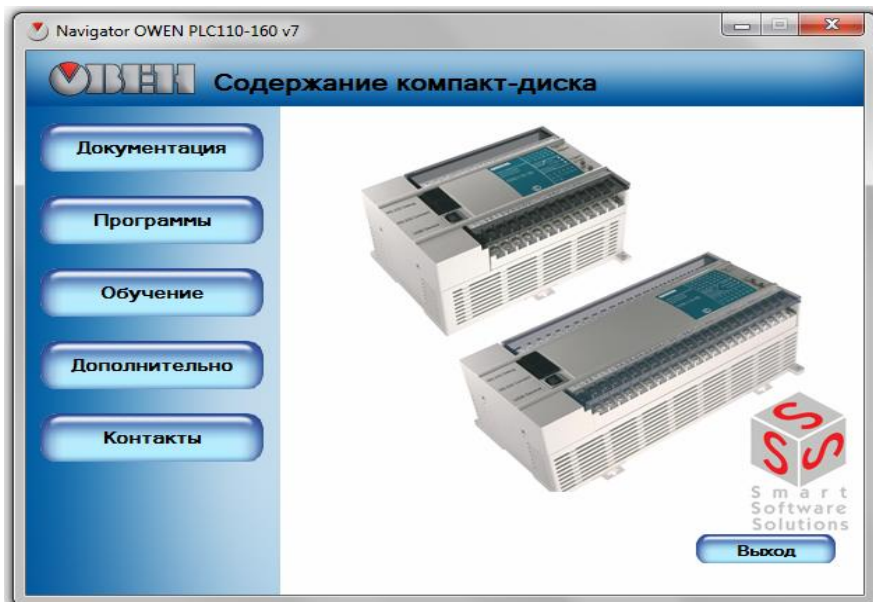 Navigator OWEN PLC110-160 v7
ОВЕН Содержание компакт-диска
Документация
Программы
Обучение
Дополнительно
Контакты
S S S
Smart
Software
Solutions
Выход